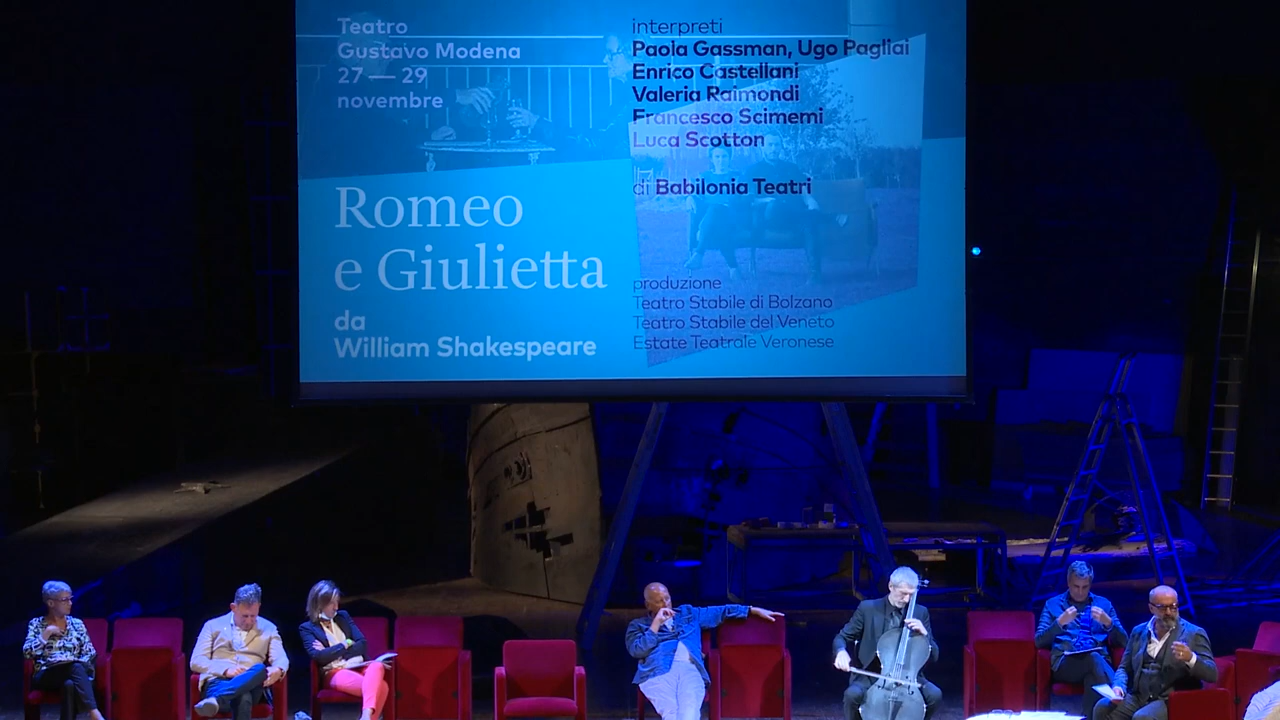 Teatro
Gustavo Modena
27 — 29
novembre
Romeo
e Giulietta
da
William Shakespeare
interpreti
Paola Gassman, Ugo Pagliai
Enrico Castellani
Valeria Raimondi
Francesco Scimemi
Luca Scotton
di Babilonia Teatri
produzione
Teatro Stabile di Bolzano
Teatro Stabile del Veneto
Estate Teatrale Veronese